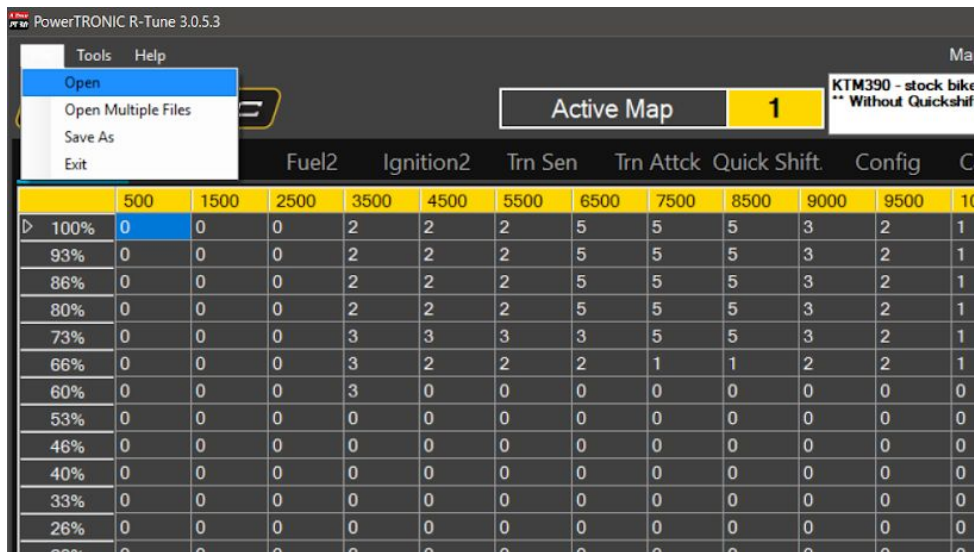 PowerTRONIC R-Tune 3.0.5.3
Tools Help
Open
Open Multiple Files
Save As
Exit
Active Map 1
KTM390 - stock bike
** Without Quickshif
Fuel2 Ignition2 Trn Sen Trn Attck Quick Shift. Config
500 1500 2500 3500 4500 5500 6500 7500 8500 9000 9500
100% 0 0 0 2 2 2 5 5 5 3 2 1
93% 0 0 0 2 2 2 5 5 5 3 2 1
86% 0 0 0 2 2 2 5 5 5 3 2 1
80% 0 0 0 2 2 2 5 5 5 3 2 1
73% 0 0 0 3 3 3 3 5 5 3 2 1
66% 0 0 0 3 2 2 2 1 1 2 2 1
60% 0 0 0 3 0 0 0 0 0 0 0 0
53% 0 0 0 0 0 0 0 0 0 0 0 0
46% 0 0 0 0 0 0 0 0 0 0 0 0
40% 0 0 0 0 0 0 0 0 0 0 0 0
33% 0 0 0 0 0 0 0 0 0 0 0 0
26% 0 0 0 0 0 0 0 0 0 0 0 0